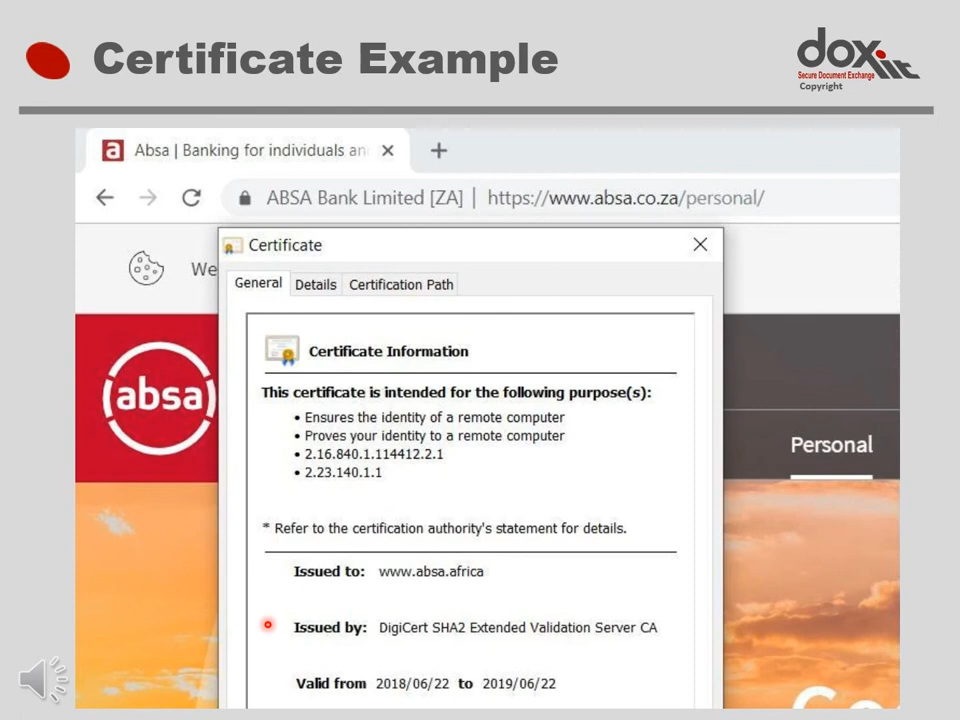 Certificate Example
doxit
Secure Document Exchange
Copyright
a Absa | Banking for individuals an
ABSA Bank Limited [ZA] | https://www.absa.co.za/personal/
We
Certificate
General Details Certification Path
Certificate Information
This certificate is intended for the following purpose(s):
• Ensures the identity of a remote computer
• Proves your identity to a remote computer
• 2.16.840.1.114412.2.1
• 2.23.140.1.1
* Refer to the certification authority's statement for details.
Issued to: www.absa.africa
Issued by: DigiCert SHA2 Extended Validation Server CA
Valid from 2018/06/22 to 2019/06/22
absa
Personal